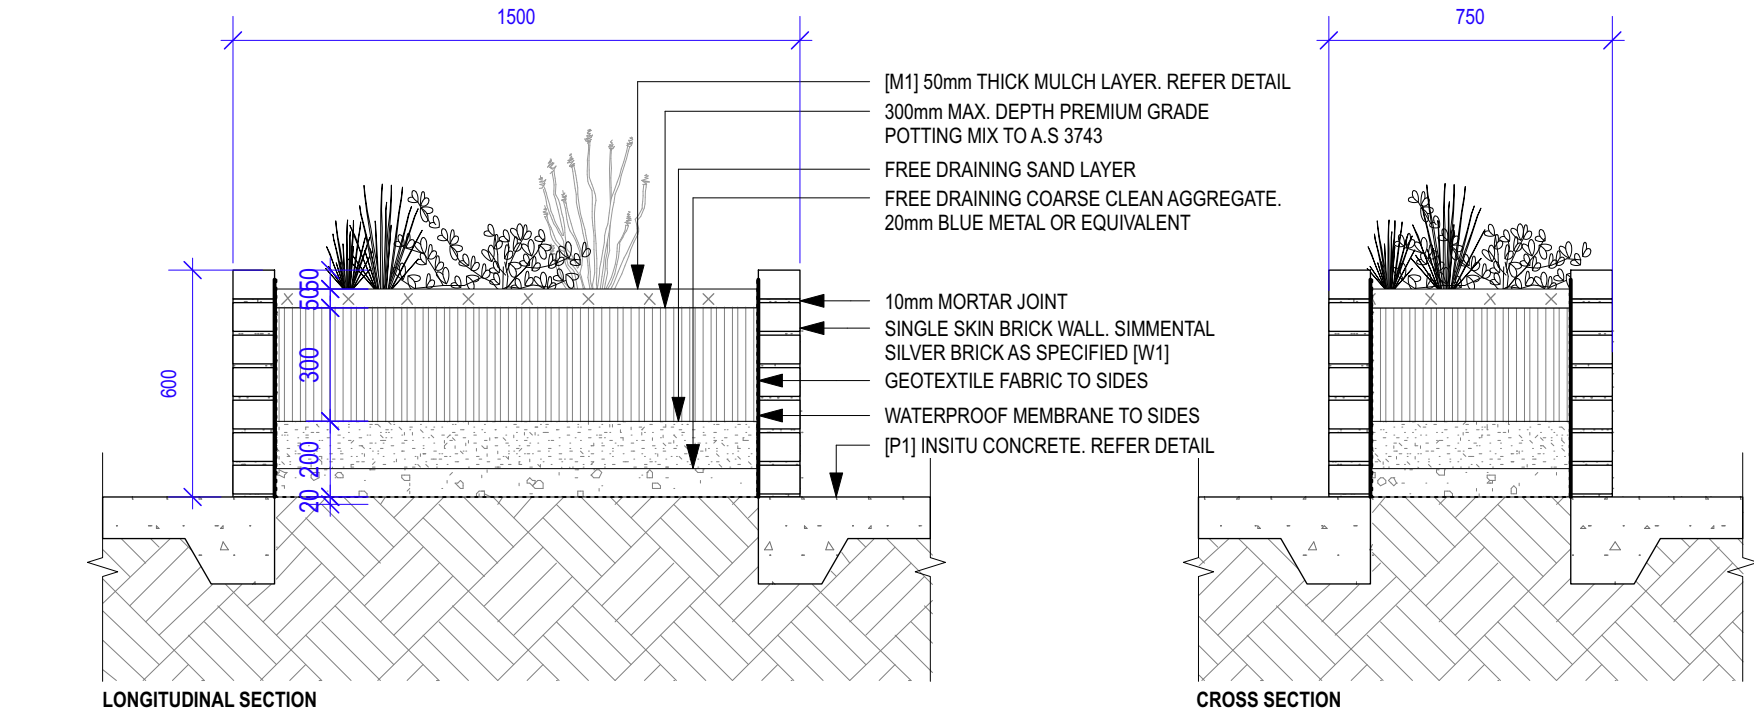 1500
750
[M1] 50mm THICK MULCH LAYER. REFER DETAIL
300mm MAX. DEPTH PREMIUM GRADE
POTTING MIX TO A.S 3743
FREE DRAINING SAND LAYER
FREE DRAINING COARSE CLEAN AGGREGATE.
20mm BLUE METAL OR EQUIVALENT
50
50
10mm MORTAR JOINT
SINGLE SKIN BRICK WALL. SIMMENTAL
SILVER BRICK AS SPECIFIED [W1]
300
600
GEOTEXTILE FABRIC TO SIDES
WATERPROOF MEMBRANE TO SIDES
[P1] INSITU CONCRETE. REFER DETAIL
200
20
LONGITUDINAL SECTION
CROSS SECTION